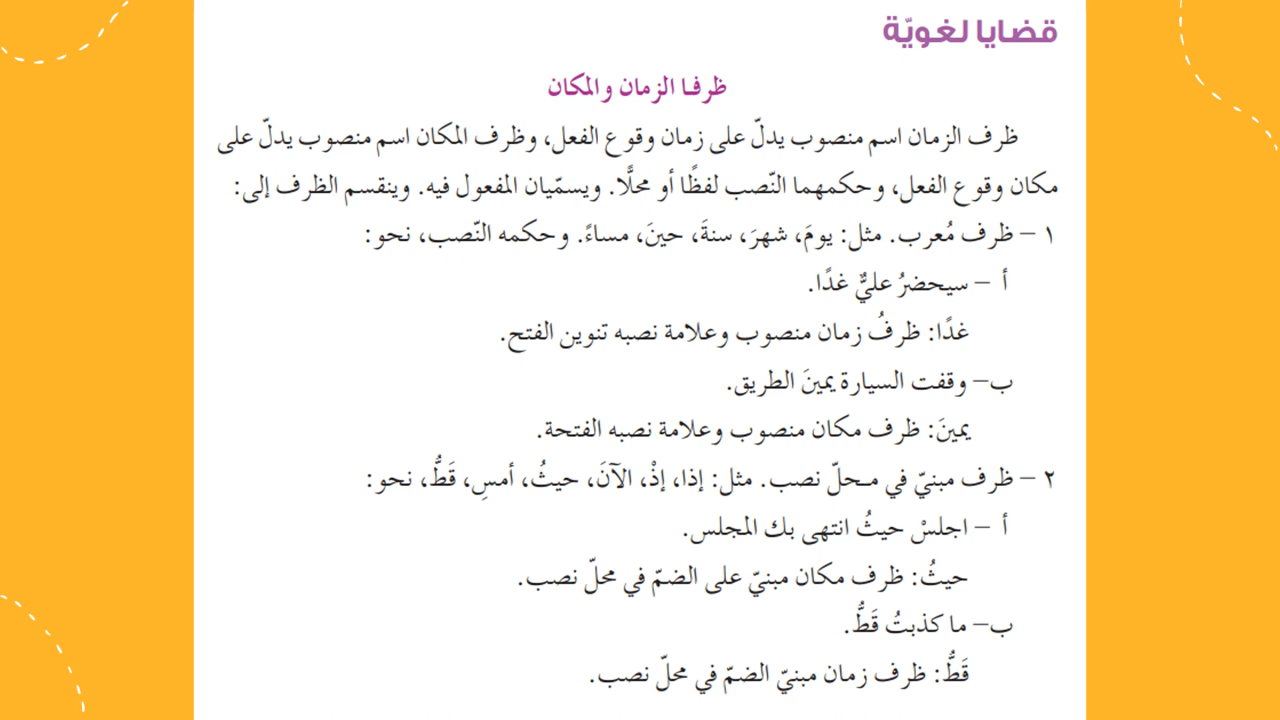 قضايا لغويّة
ظرفا الزمان والمكان
ظرف الزمان اسم منصوب يدلّ على زمان وقوع الفعل، وظرف المكان اسم منصوب يدلّ على
مكان وقوع الفعل، وحكمهما النّصب لفظًا أو محلًّا. ويسمّيان المفعول فيه. وينقسم الظرف إلى:
١ – ظرف مُعرب. مثل: يومَ، شهرَ، سنةَ، حينَ، مساءً. وحكمه النّصب، نحو:
أ – سيحضرُ عليٌّ غدًا.
غدًا: ظرفُ زمان منصوب وعلامة نصبه تنوين الفتح.
ب– وقفت السيارة يمينَ الطريق.
يمينَ: ظرف مكان منصوب وعلامة نصبه الفتحة.
٢ – ظرف مبنيّ في مـحلّ نصب. مثل: إذا، إذْ، الآنَ، حيثُ، أمسِ، قَطُّ، نحو:
أ – اجلسْ حيثُ انتهى بك المجلس.
حيثُ: ظرف مكان مبنيّ على الضمّ في محلّ نصب.
ب– ما كذبتُ قَطُّ.
قَطُّ: ظرف زمان مبنيّ الضمّ في محلّ نصب.